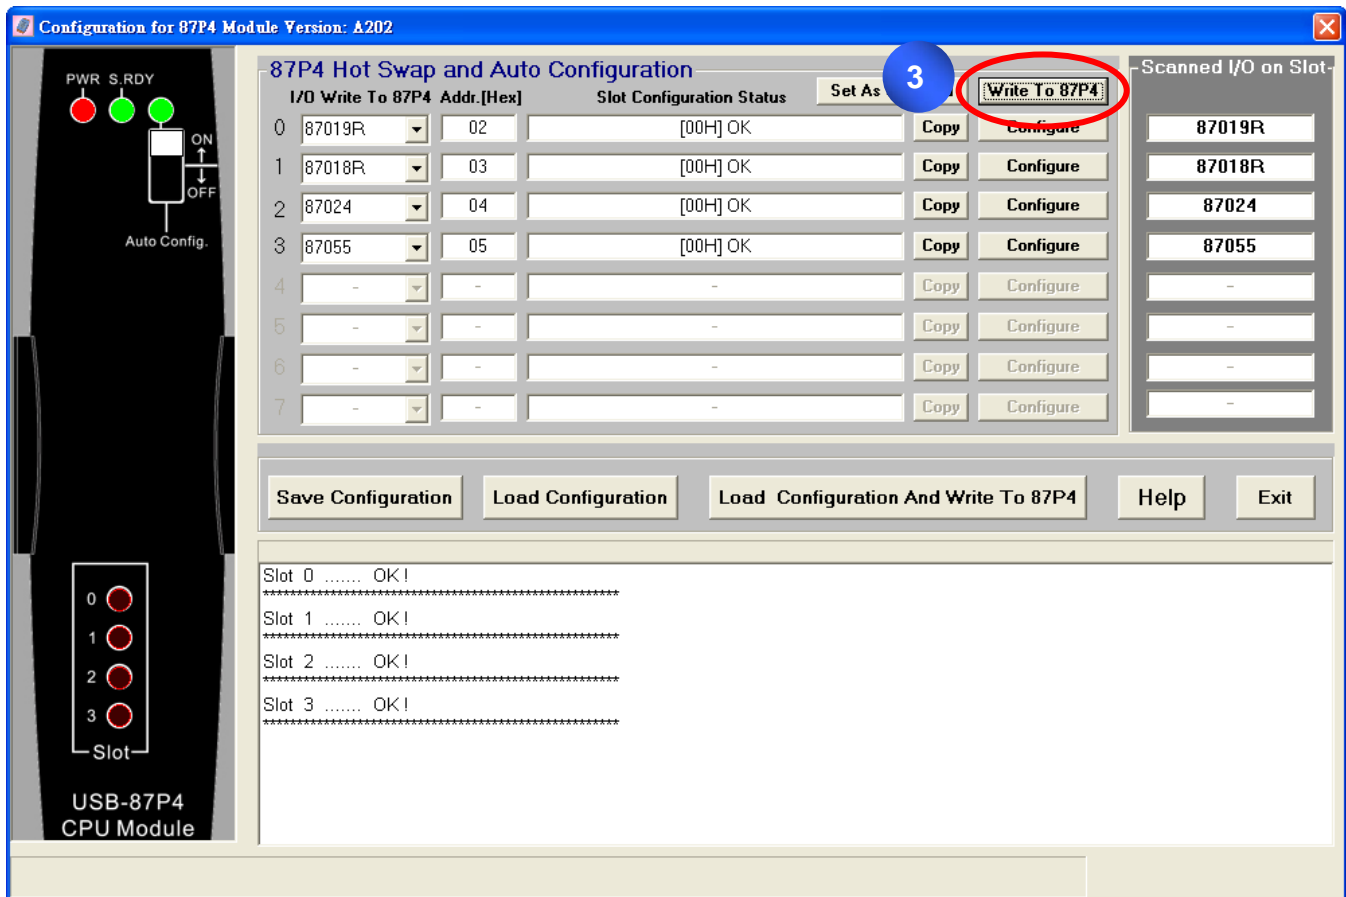 Configuration for 87P4 Module Version: A202
PWR S.RDY
ON
OFF
Auto Config.
87P4 Hot Swap and Auto Configuration
I/O Write To 87P4 Addr.[Hex] Slot Configuration Status Set As 3 Write To 87P4
0 87019R 02 [00H] OK Copy Configure
1 87018R 03 [00H] OK Copy Configure
2 87024 04 [00H] OK Copy Configure
3 87055 05 [00H] OK Copy Configure
4 - - - Copy Configure
5 - - - Copy Configure
6 - - - Copy Configure
7 - - - Copy Configure
Scanned I/O on Slot
87019R
87018R
87024
87055
-
-
-
-
Save Configuration Load Configuration Load Configuration And Write To 87P4 Help Exit
Slot 0 ....... OK!
Slot 1 ....... OK!
Slot 2 ....... OK!
Slot 3 ....... OK!
0
1
2
3
Slot
USB-87P4
CPU Module